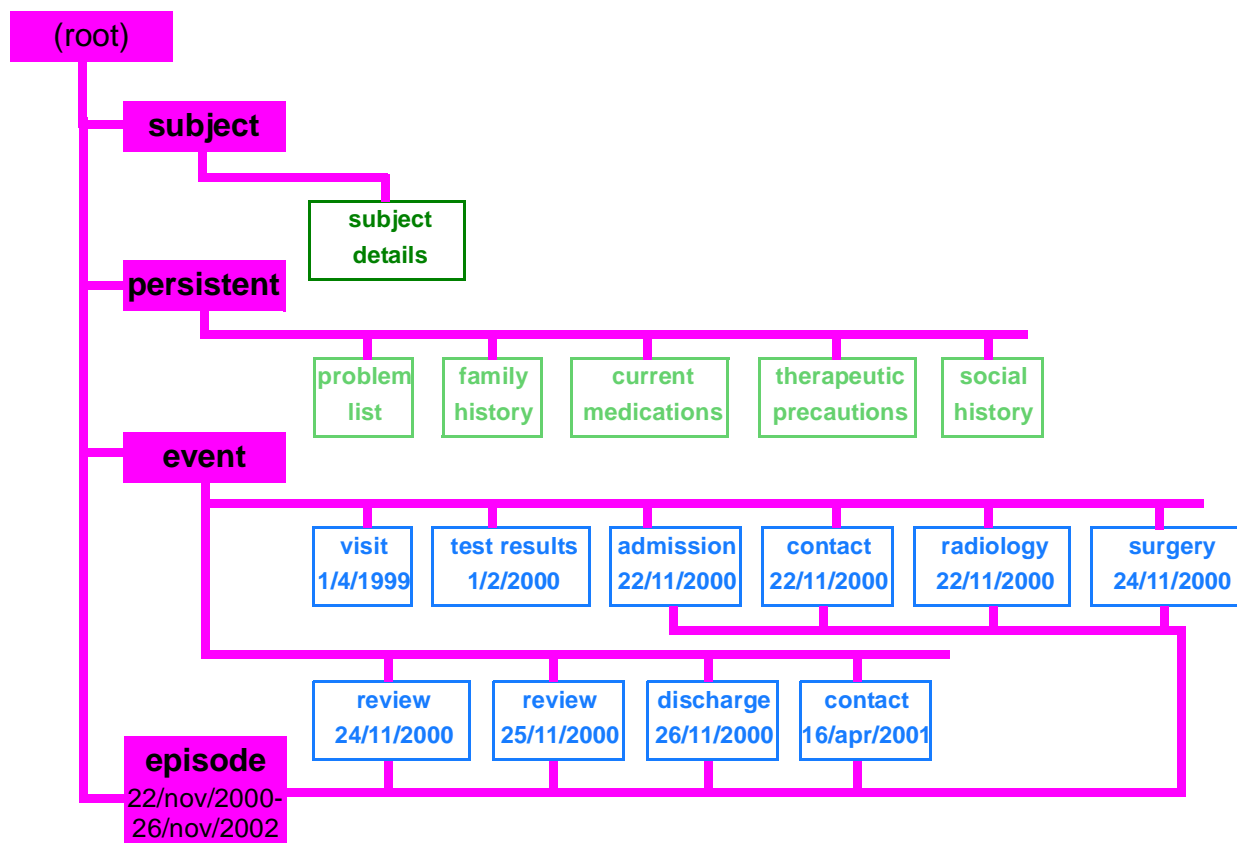 (root)
subject
subject
details
persistent
problem
list
family
history
current
medications
therapeutic
precautions
social
history
event
visit
1/4/1999
test results
1/2/2000
admission
22/11/2000
contact
22/11/2000
radiology
22/11/2000
surgery
24/11/2000
review
24/11/2000
review
25/11/2000
discharge
26/11/2000
contact
16/apr/2001
episode
22/nov/2000-
26/nov/2002